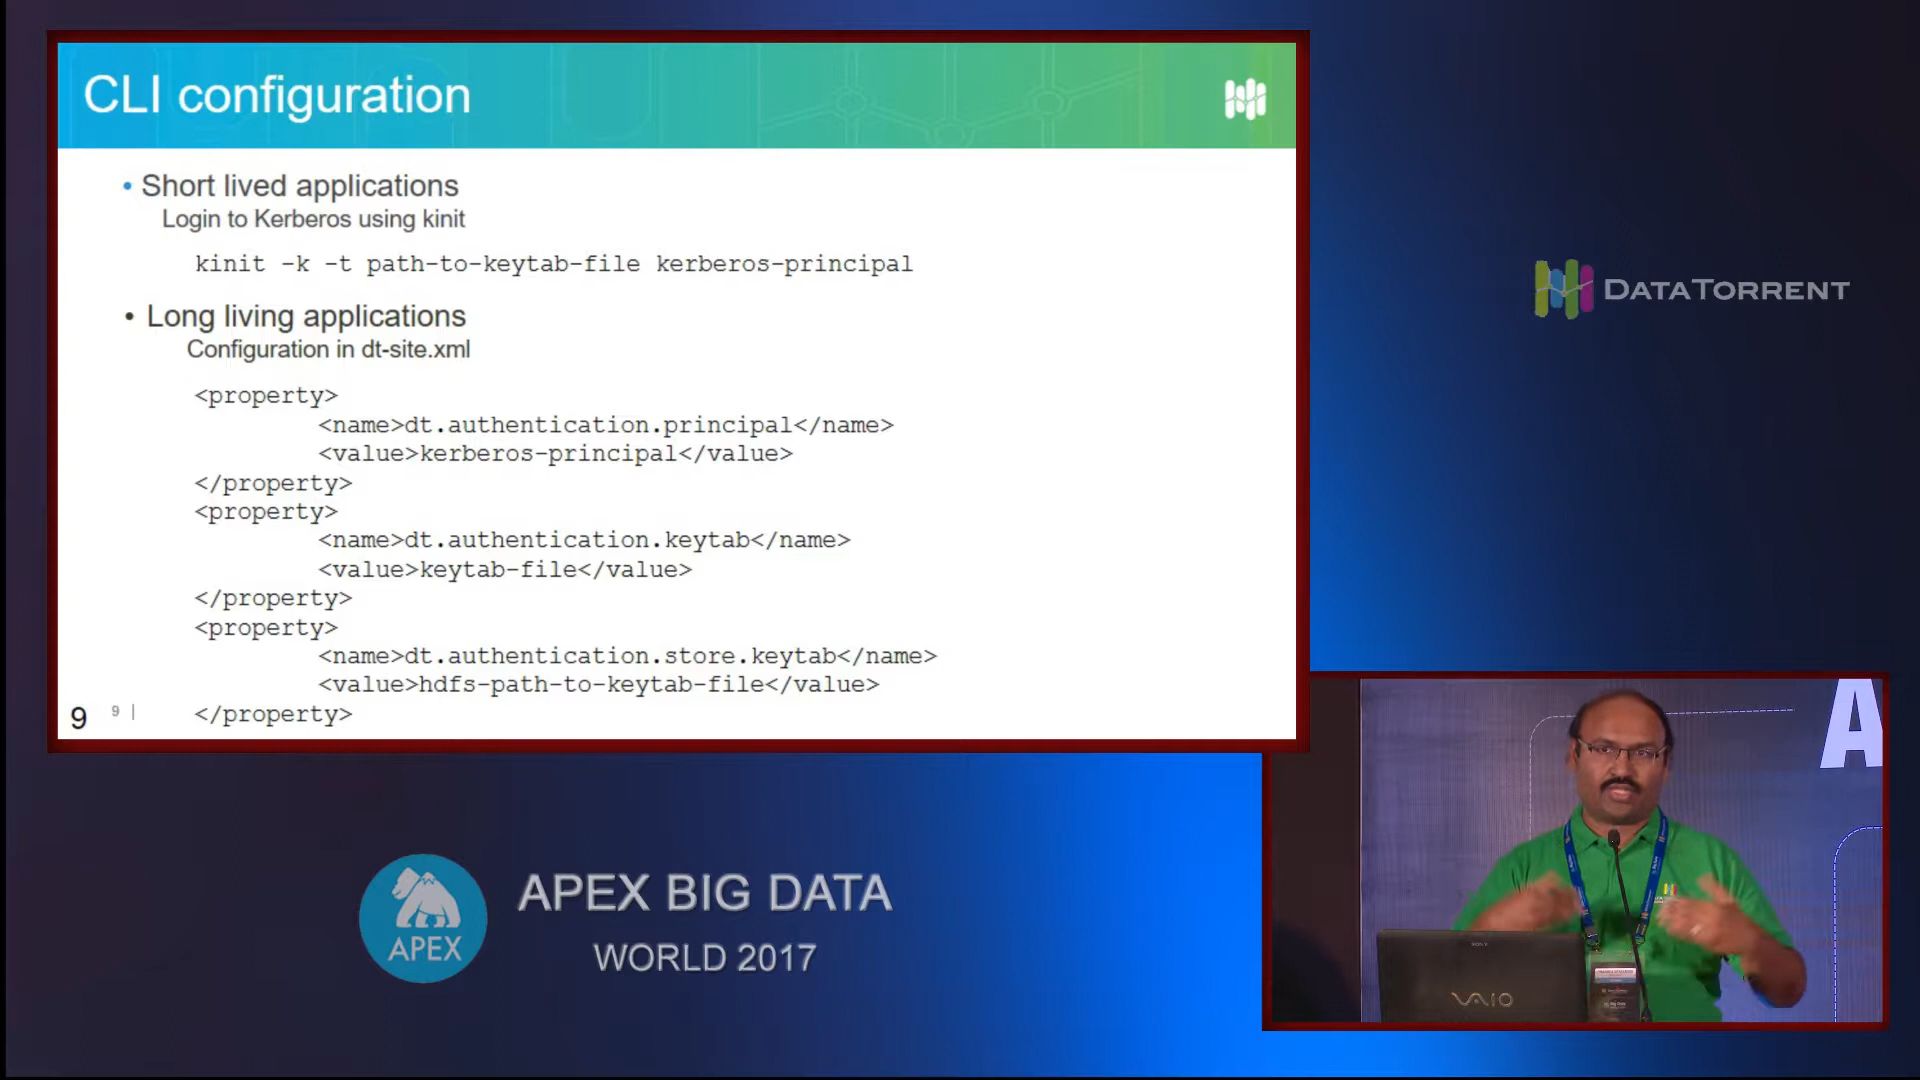 CLI configuration
• Short lived applications
Login to Kerberos using kinit
kinit -k -t path-to-keytab-file kerberos-principal
• Long living applications
Configuration in dt-site.xml
<property>
<name>dt.authentication.principal</name>
<value>kerberos-principal</value>
</property>
<property>
<name>dt.authentication.keytab</name>
<value>keytab-file</value>
</property>
<property>
<name>dt.authentication.store.keytab</name>
<value>hdfs-path-to-keytab-file</value>
</property>
9
9 |
DATATORRENT
A
SONY
VAIO
APEX
APEX BIG DATA
WORLD 2017